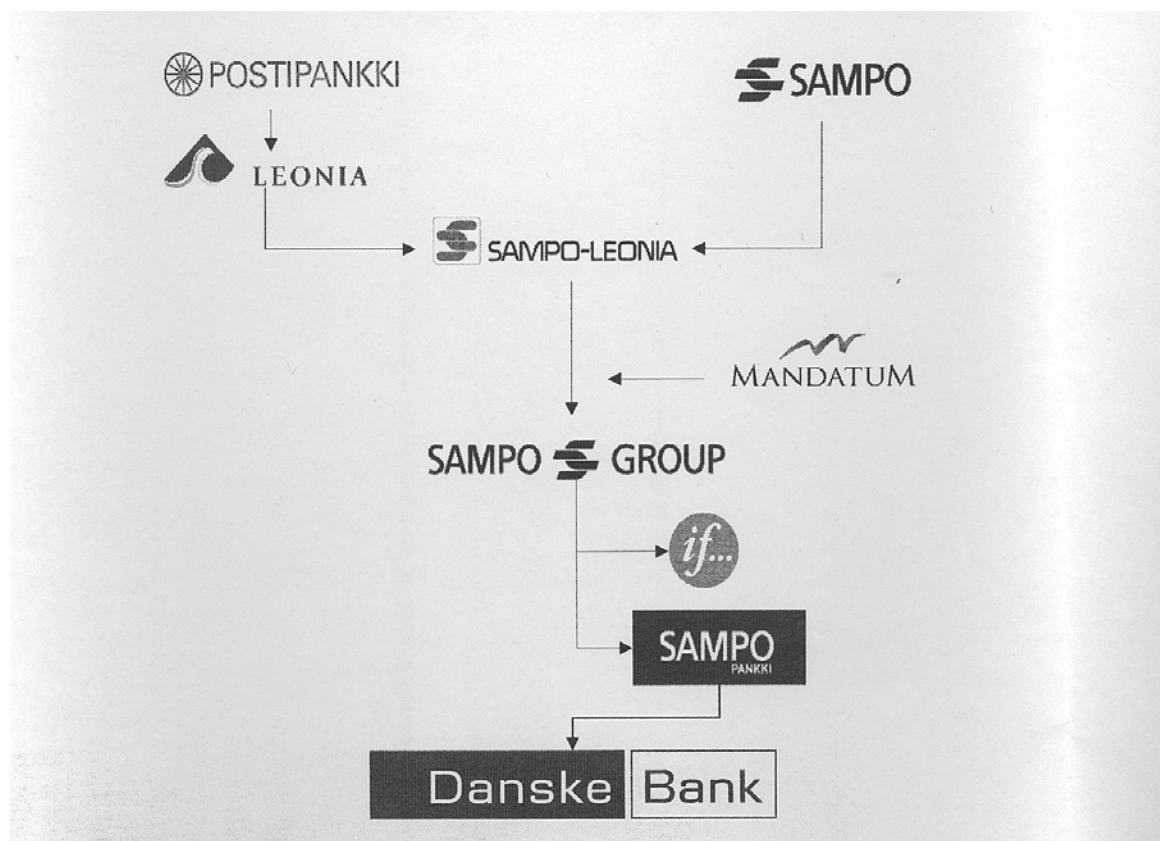 POSTIPANKKI
SAMPO
LEONIA
SAMPO-LEONIA
MANDATUM
SAMPO GROUP
if...
SAMPO
PANKKI
Danske Bank